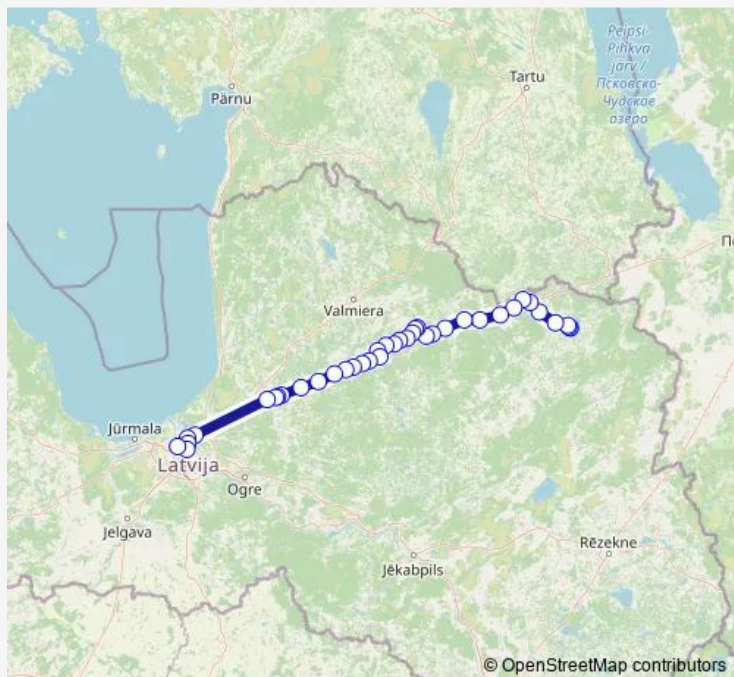 Peipsi-
Pihkva
järv /
Псковско-
Чудское
озеро
Tartu
Pärnu
Valmiera
Jūrmala
Latvija
Ogre
Jelgava
Jēkabpils
Rēzekne
© OpenStreetMap contributors